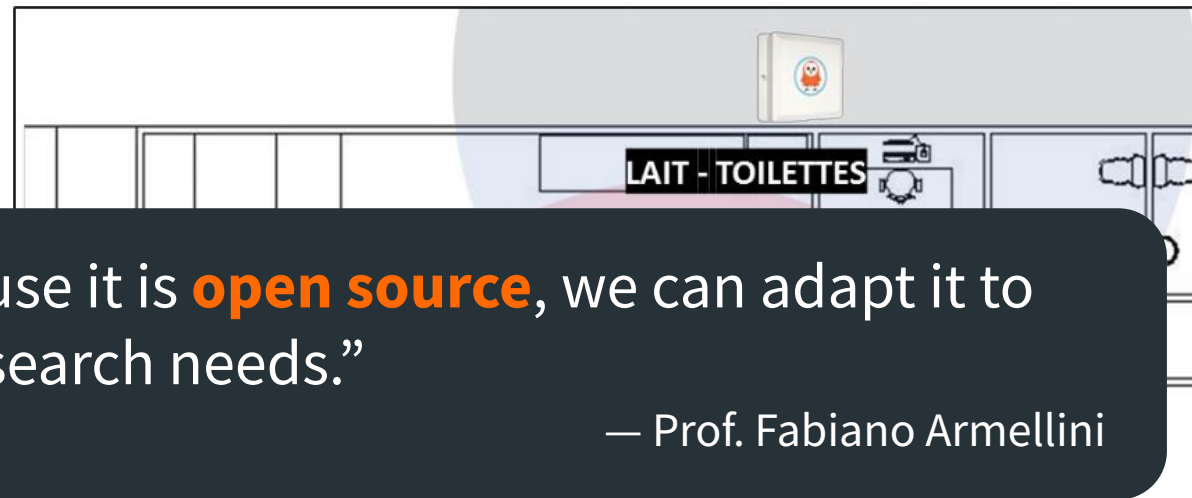 LAIT - TOILETTES
use it is open source, we can adapt it to
search needs.”
— Prof. Fabiano Armellini